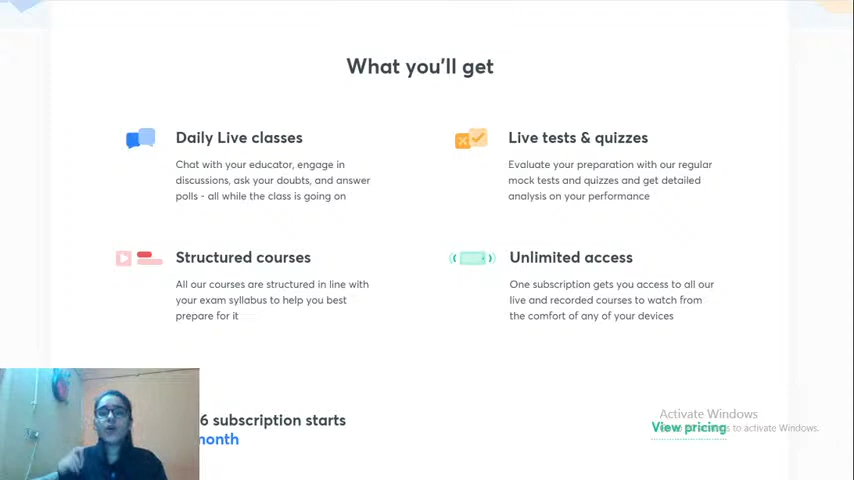 What you'll get
Daily Live classes
Chat with your educator, engage in
discussions, ask your doubts, and answer
polls - all while the class is going on
Live tests & quizzes
Evaluate your preparation with our regular
mock tests and quizzes and get detailed
analysis on your performance
Structured courses
All our courses are structured in line with
your exam syllabus to help you best
prepare for it
Unlimited access
One subscription gets you access to all our
live and recorded courses to watch from
the comfort of any of your devices
6 subscription starts
month
Activate Windows
View pricing
to activate Windows.